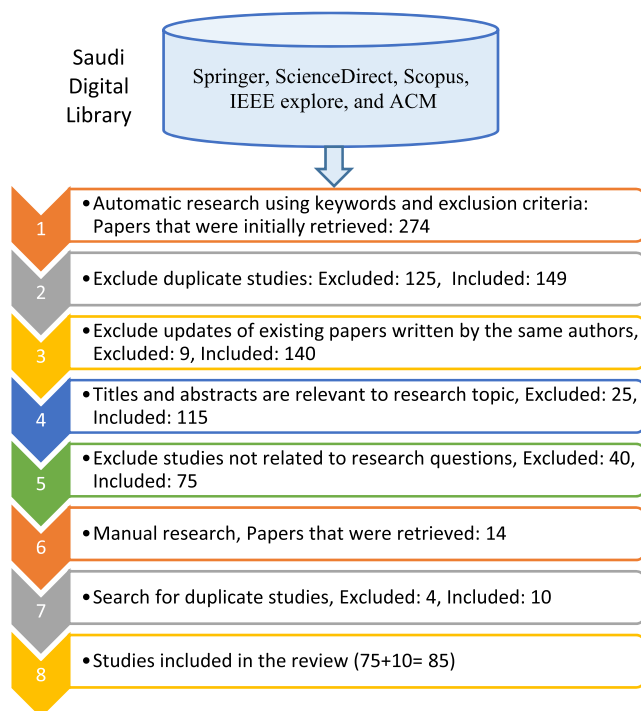 Saudi
Digital
Library
Springer, ScienceDirect, Scopus,
IEEE explore, and ACM
1
•Automatic research using keywords and exclusion criteria:
Papers that were initially retrieved: 274
2
•Exclude duplicate studies: Excluded: 125, Included: 149
3
•Exclude updates of existing papers written by the same authors,
Excluded: 9, Included: 140
4
•Titles and abstracts are relevant to research topic, Excluded: 25,
Included: 115
5
•Exclude studies not related to research questions, Excluded: 40,
Included: 75
6
•Manual research, Papers that were retrieved: 14
7
•Search for duplicate studies, Excluded: 4, Included: 10
8
•Studies included in the review (75+10= 85)